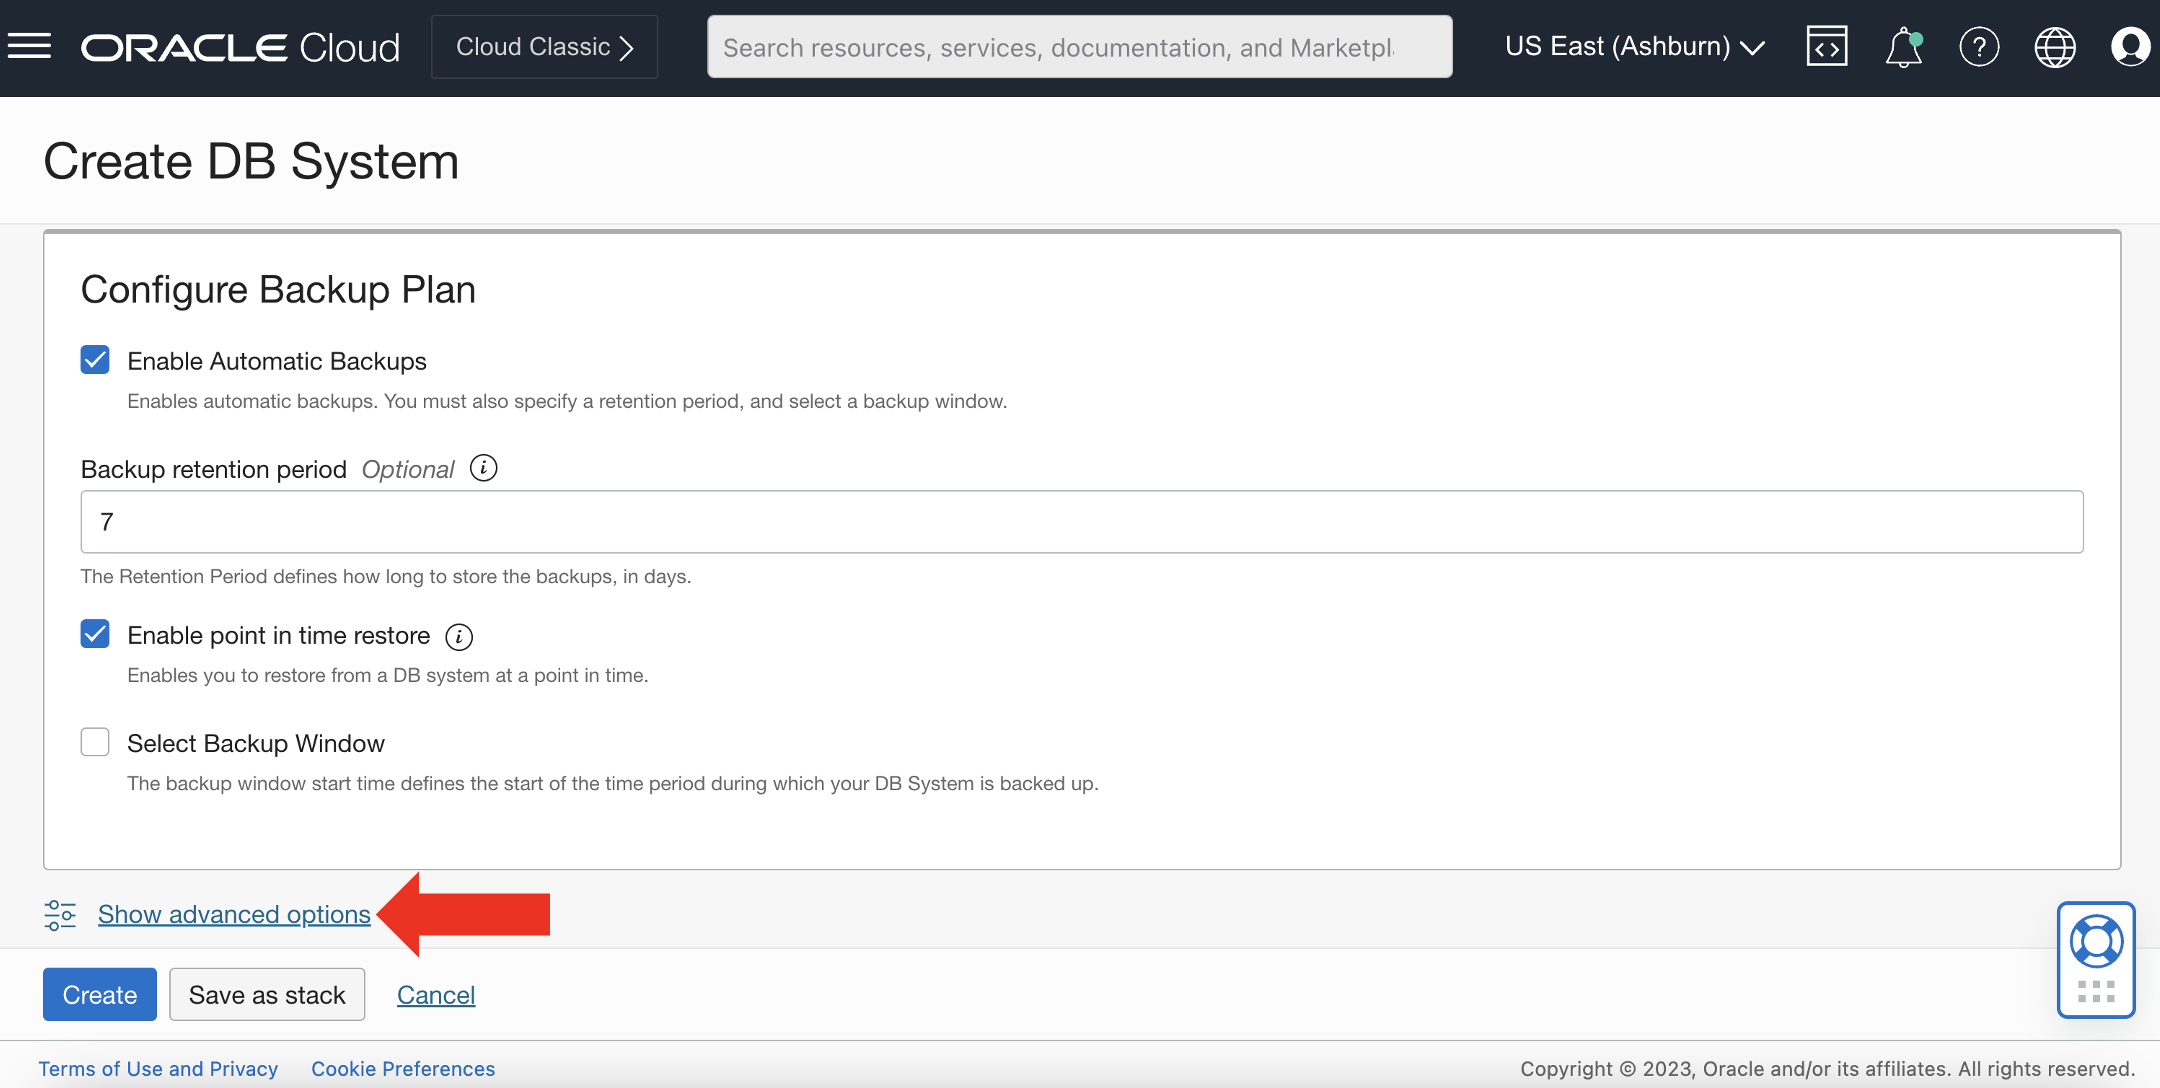 ORACLE Cloud
Cloud Classic
Search resources, services, documentation, and Marketpl
US East (Ashburn)
Create DB System
Configure Backup Plan
Enable Automatic Backups
Enables automatic backups. You must also specify a retention period, and select a backup window.
Backup retention period Optional
7
The Retention Period defines how long to store the backups, in days.
Enable point in time restore
Enables you to restore from a DB system at a point in time.
Select Backup Window
The backup window start time defines the start of the time period during which your DB System is backed up.
Show advanced options
Create Save as stack Cancel
Terms of Use and Privacy Cookie Preferences Copyright © 2023, Oracle and/or its affiliates. All rights reserved.